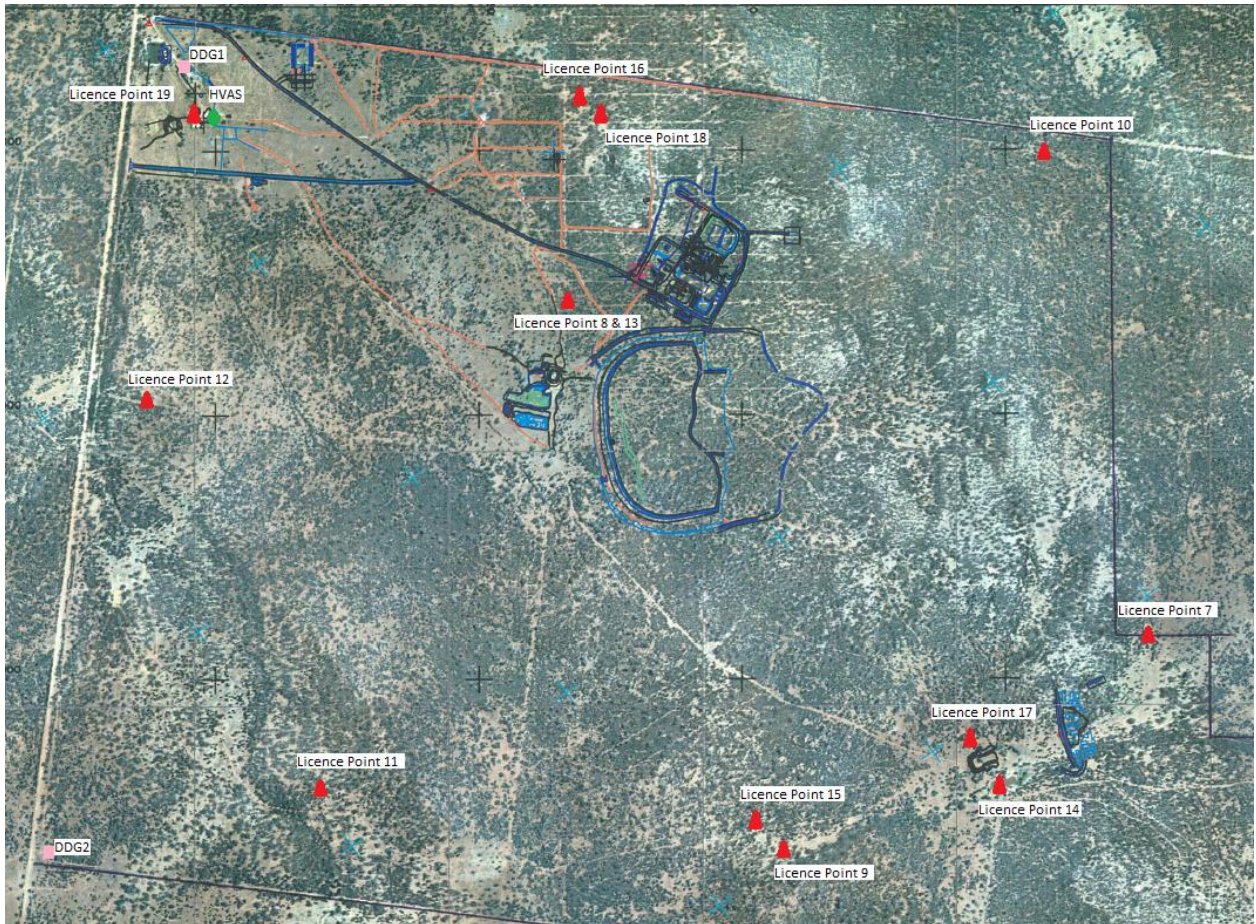 DDG1
Licence Point 16
Licence Point 19
HVAS
Licence Point 18
Licence Point 10
Licence Point 8 & 13
Licence Point 12
Licence Point 7
Licence Point 17
Licence Point 11
Licence Point 15
Licence Point 14
DDG2
Licence Point 9